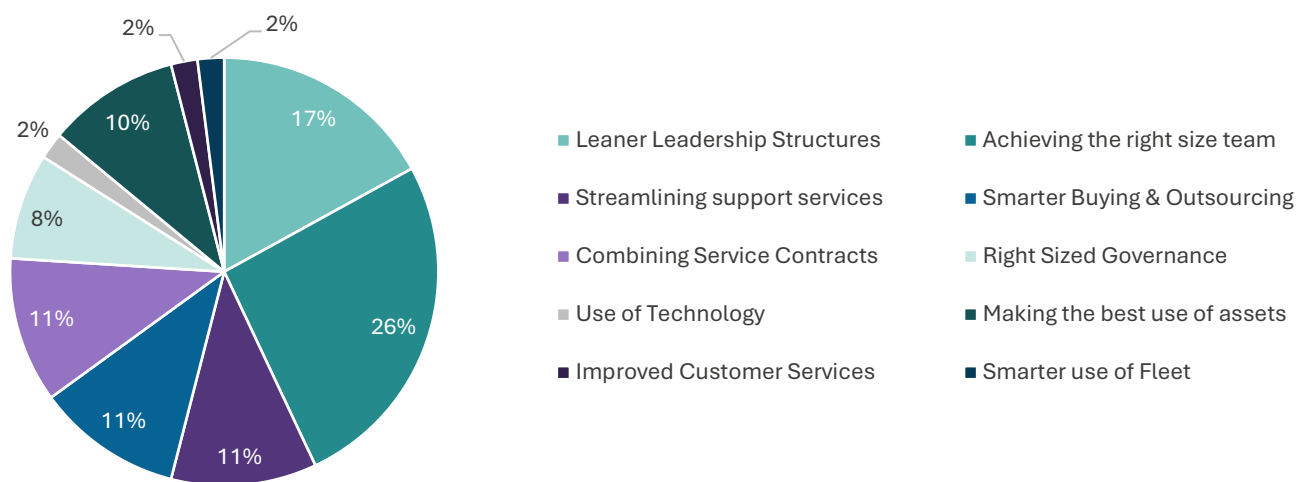 2%
2%
17%
10%
2%
8%
26%
11%
11%
11%
Leaner Leadership Structures
Achieving the right size team
Streamlining support services
Smarter Buying & Outsourcing
Combining Service Contracts
Right Sized Governance
Use of Technology
Making the best use of assets
Improved Customer Services
Smarter use of Fleet